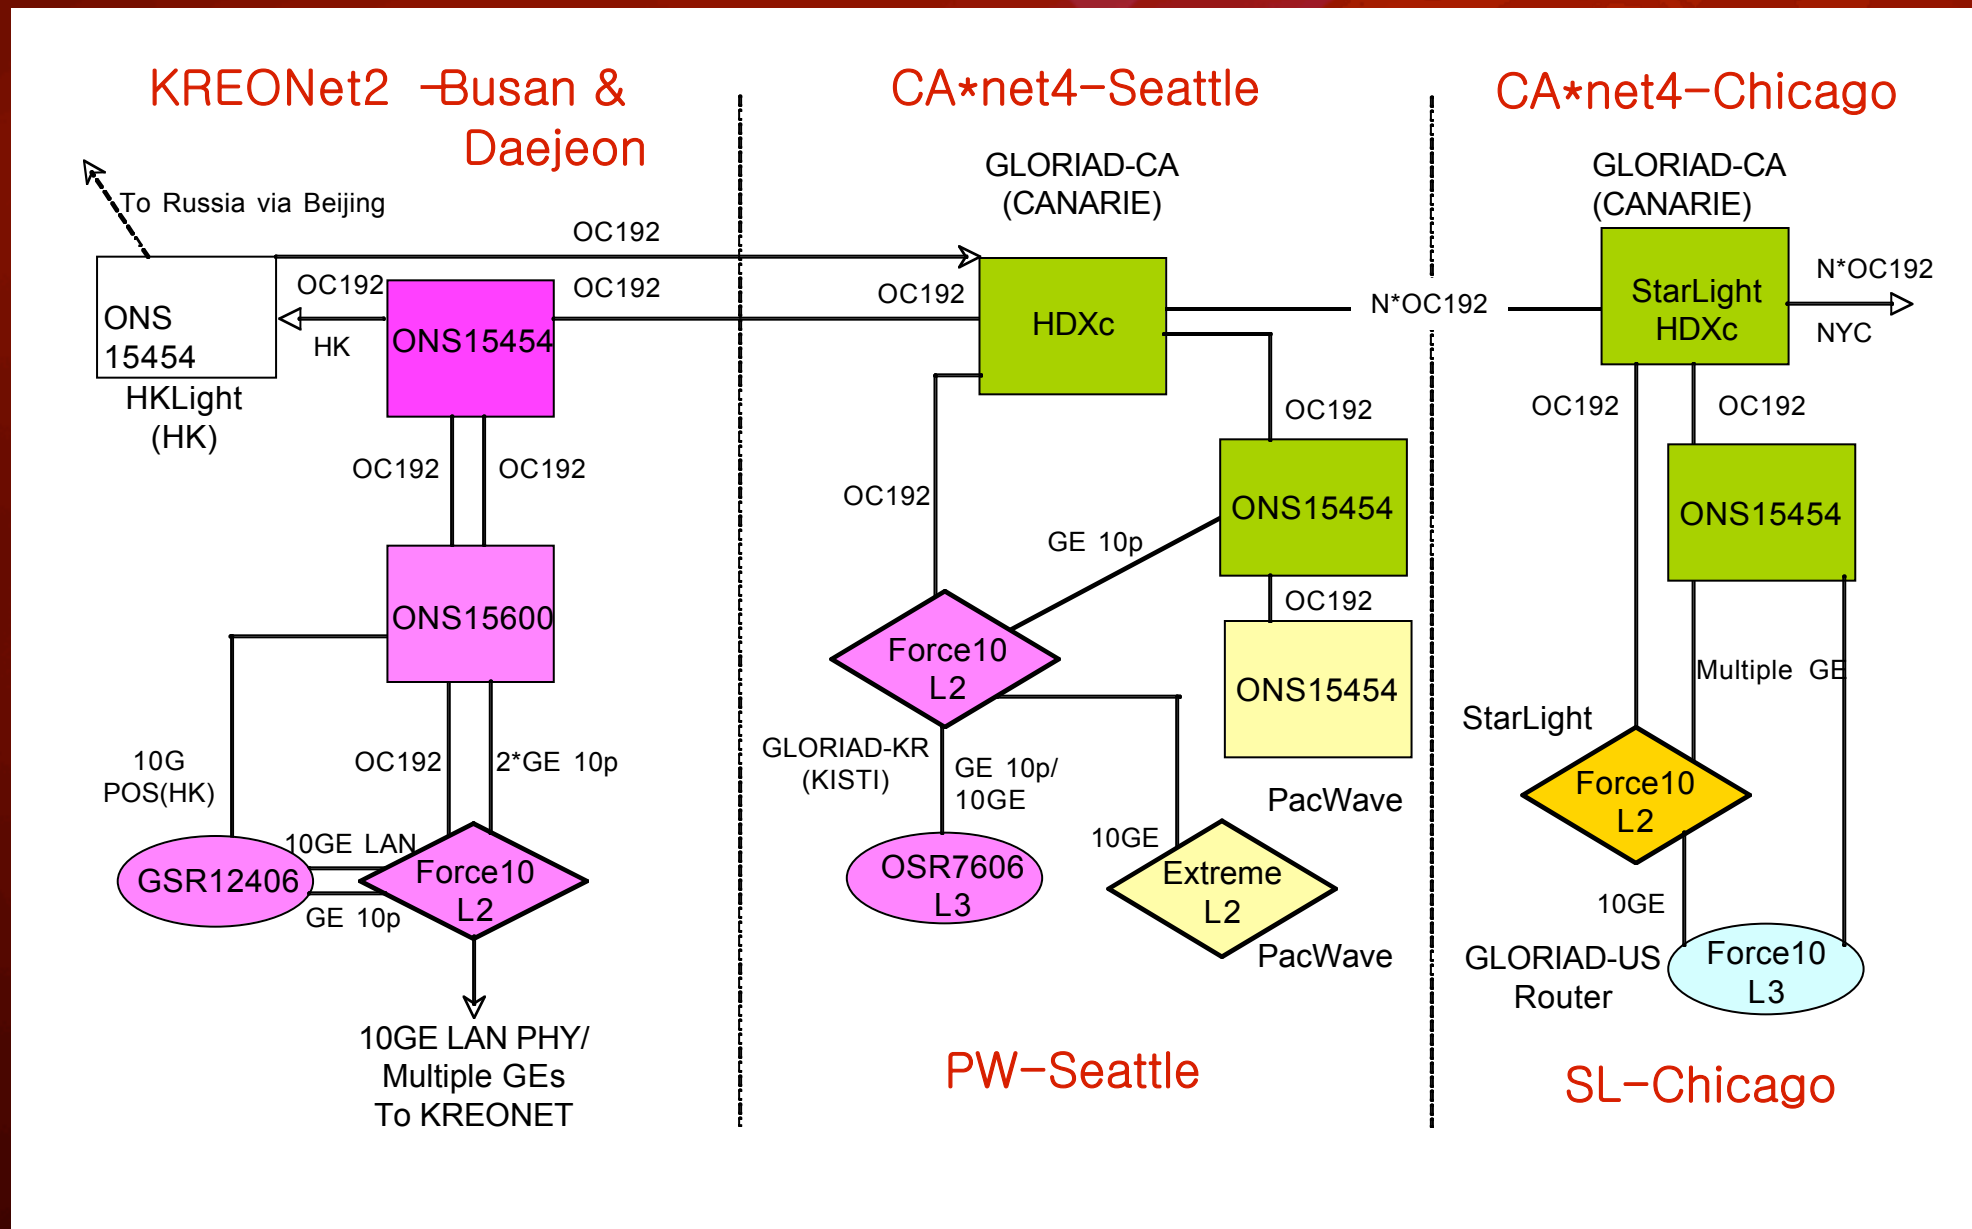 KREONet2 –Busan &
Daejeon
To Russia via Beijing
OC192
OC192
OC192
ONS
15454
HK
ONS15454
HKLight
(HK)
OC192
OC192
ONS15600
10G
POS(HK)
OC192
2*GE 10p
10GE LAN
GSR12406
GE 10p
Force10
L2
10GE LAN PHY/
Multiple GEs
To KREONET
CA*net4–Seattle
GLORIAD-CA
(CANARIE)
OC192
HDXc
N*OC192
OC192
OC192
ONS15454
GE 10p
OC192
Force10
L2
ONS15454
GLORIAD-KR
(KISTI)
GE 10p/
10GE
PacWave
10GE
OSR7606
L3
Extreme
L2
PacWave
PW–Seattle
CA*net4–Chicago
GLORIAD-CA
(CANARIE)
StarLight
HDXc
N*OC192
NYC
OC192
OC192
ONS15454
Multiple GE
StarLight
Force10
L2
10GE
GLORIAD-US
Router
Force10
L3
SL–Chicago